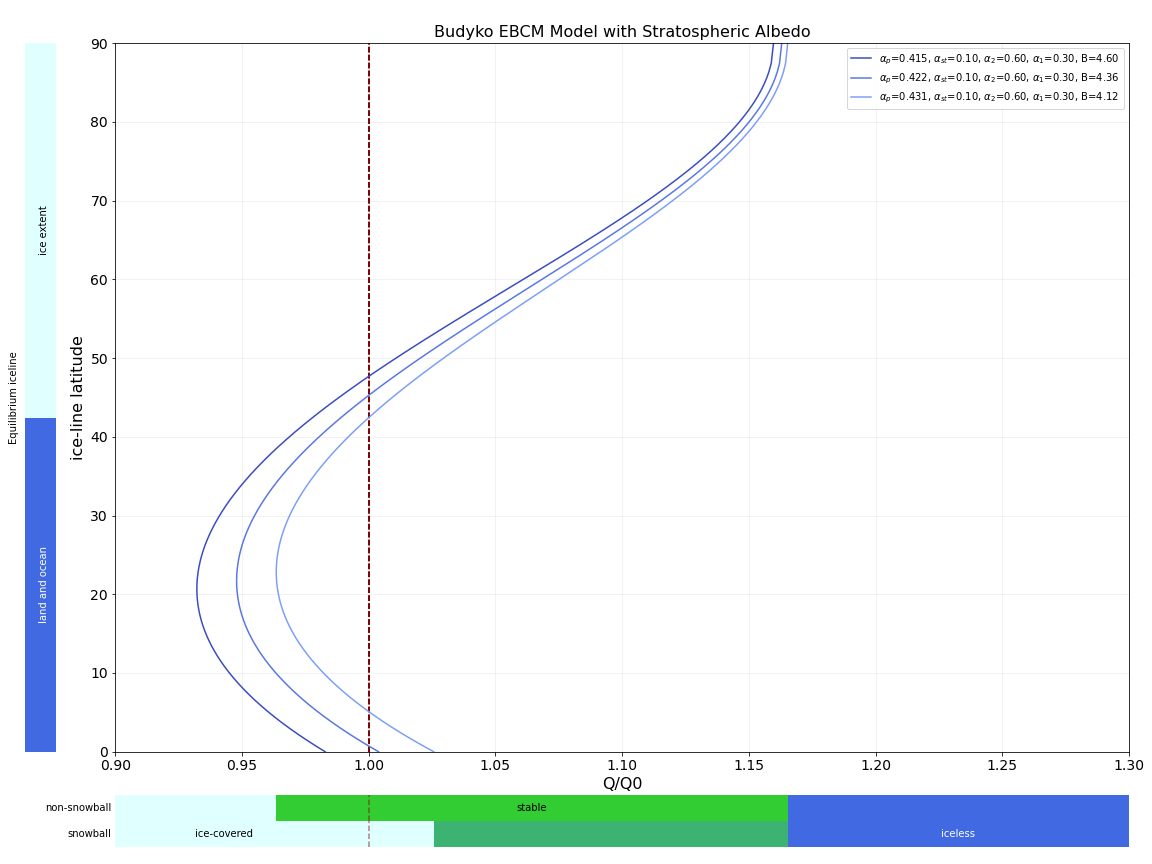 Budyko EBCM Model with Stratospheric Albedo
αp=0.415, αst=0.10, α2=0.60, α1=0.30, B=4.60
αp=0.422, αst=0.10, α2=0.60, α1=0.30, B=4.36
αp=0.431, αst=0.10, α2=0.60, α1=0.30, B=4.12
Equilibrium iceline
ice extent
land and ocean
ice-line latitude
90
80
70
60
50
40
30
20
10
0
0.90 0.95 1.00 1.05 1.10 1.15 1.20 1.25 1.30
Q/Q0
non-snowball stable
snowball ice-covered iceless